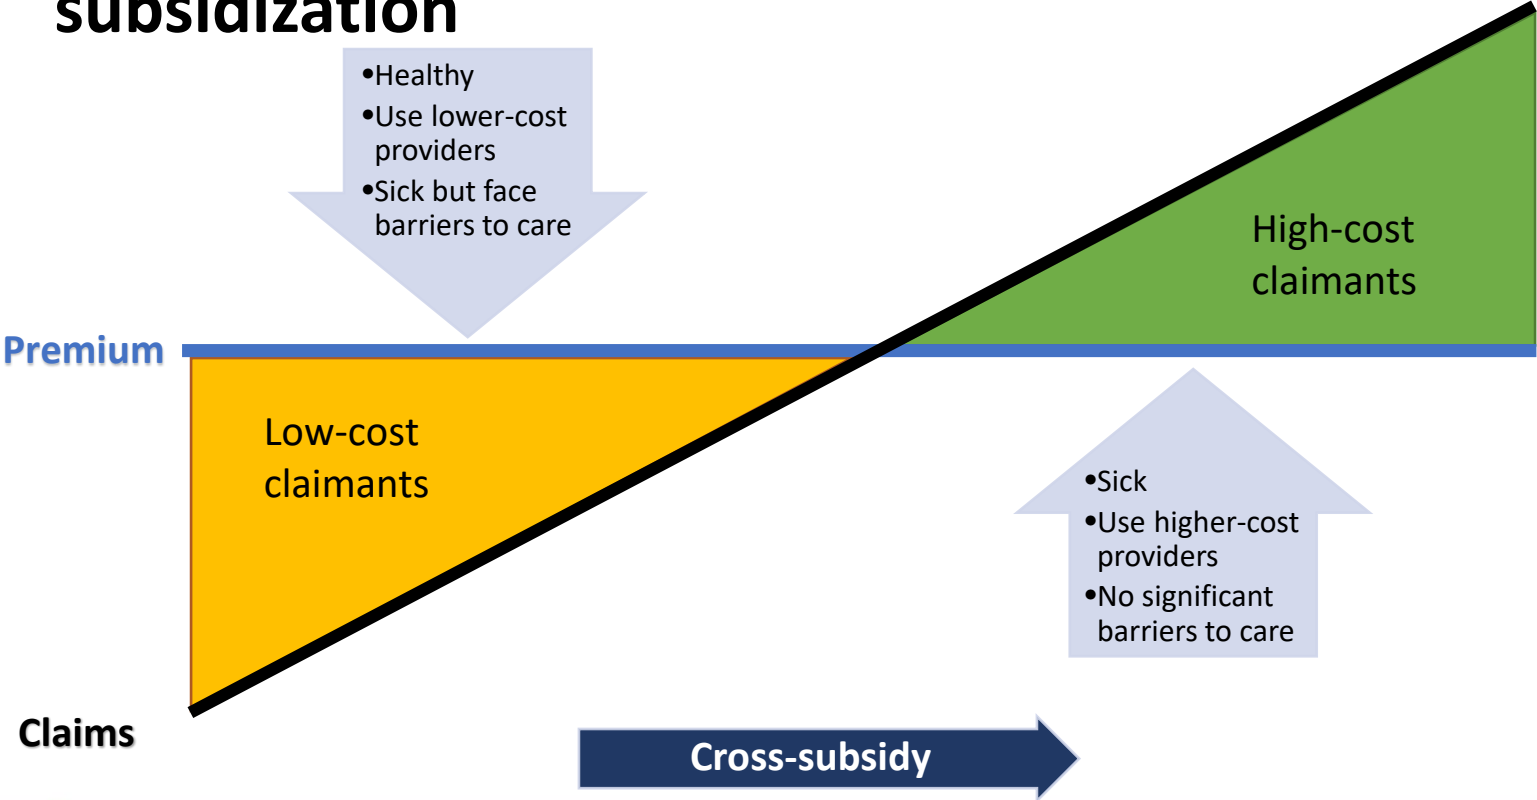 subsidization
•Healthy
•Use lower-cost
providers
•Sick but face
barriers to care
High-cost
claimants
Premium
Low-cost
claimants
•Sick
•Use higher-cost
providers
•No significant
barriers to care
Claims
Cross-subsidy